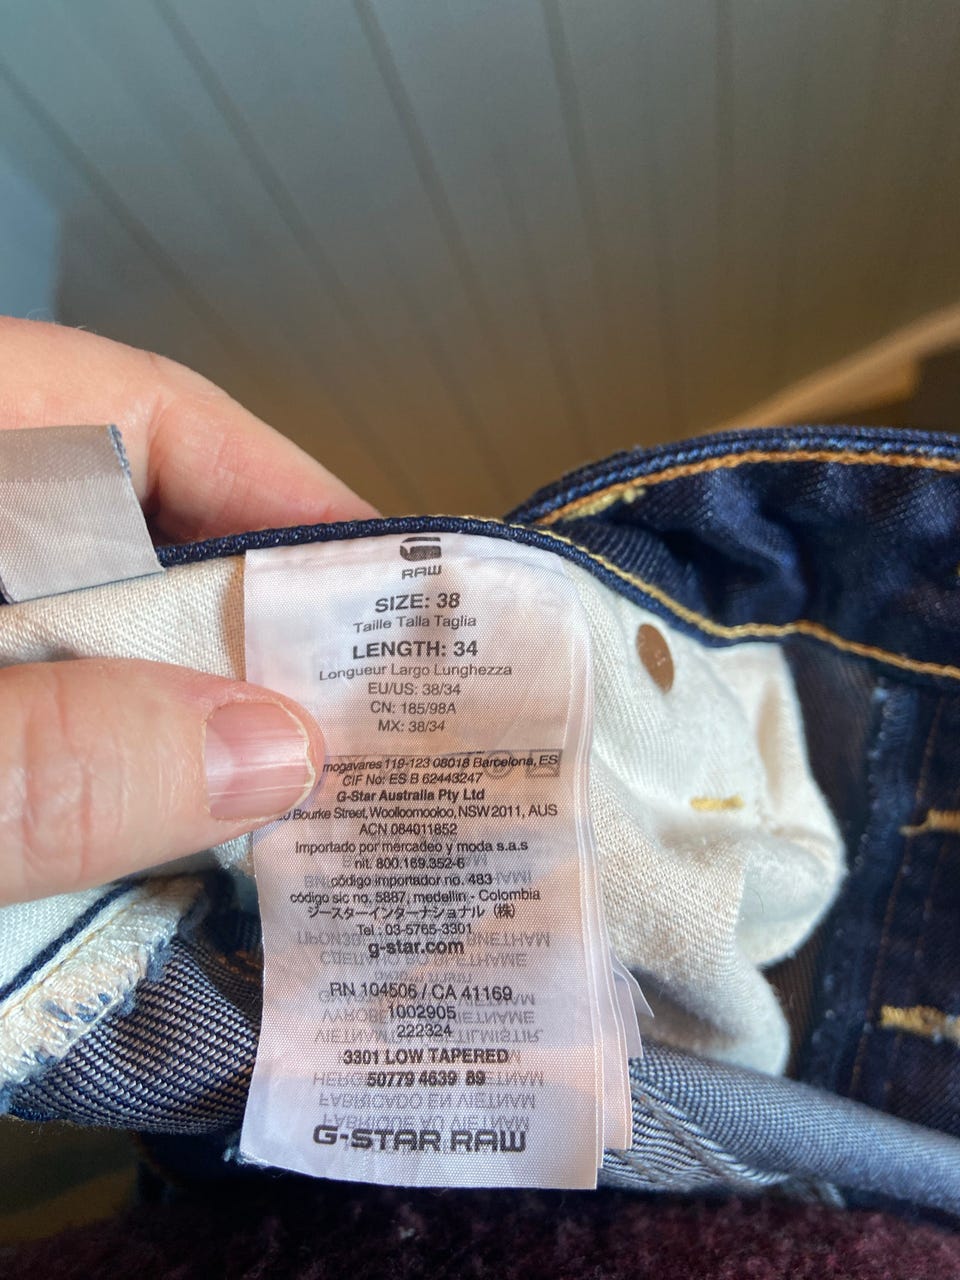 RAW
SIZE: 38
Taille Talla Taglia
LENGTH: 34
Longueur Largo Lunghezza
EU/US: 38/34
CN: 185/98A
MX: 38/34
mogavares 119-123 08018 Barcelona, ES
CIF No: ES B 62443247
G-Star Australia Pty Ltd
0 Bourke Street, Woolloomooloo, NSW 2011, AUS
ACN 084011852
Importado por mercadeo y moda s.a.s
nit. 800.169.352-6
código importador no. 483
código sic no. 5887, medellin - Colombia
ジースターインターナショナル (株)
Tel : 03-5765-3301
g-star.com
RN 104506 / CA 41169
1002905
222324
3301 LOW TAPERED
50779 4639 89
FABRICADO EN VIETNAM
G-STAR RAW